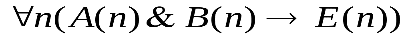 ∀n(A(n) & B(n) → E(n))